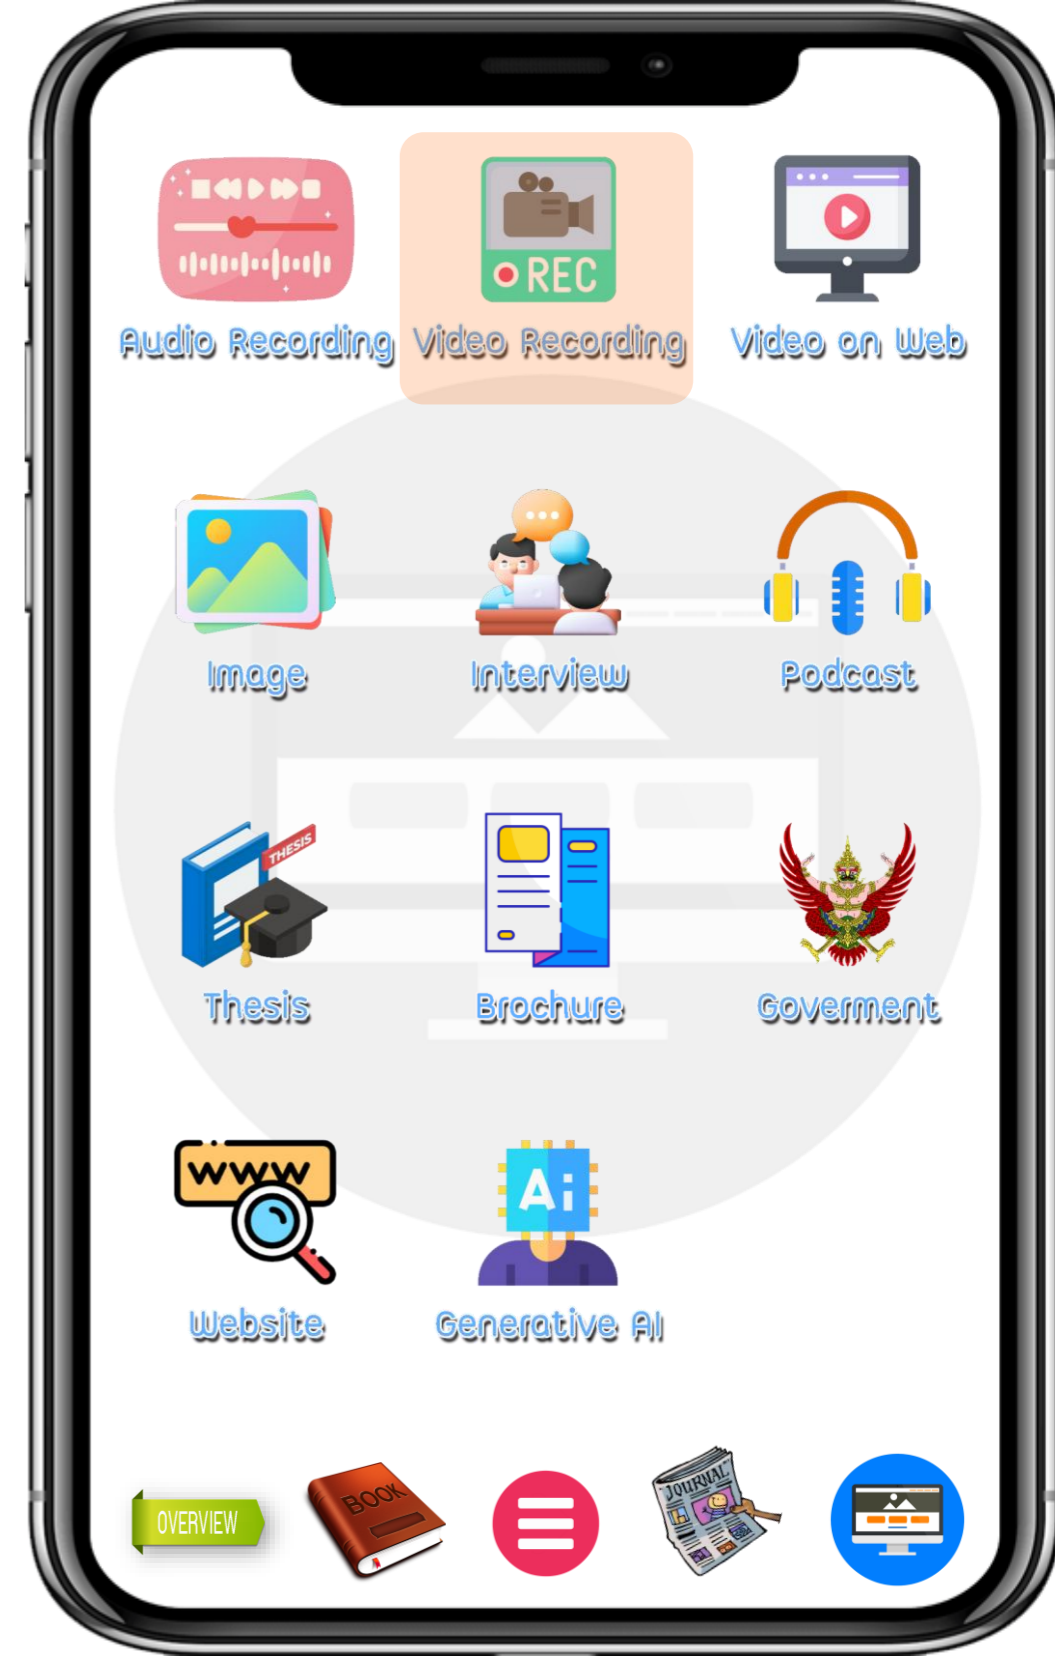 REC
Audio Recording
Video Recording
Video on Web
Image
Interview
Podcast
THESIS
Thesis
Brochure
Goverment
www
Ai
Website
Generative AI
OVERVIEW
BOOK
JOURNAL